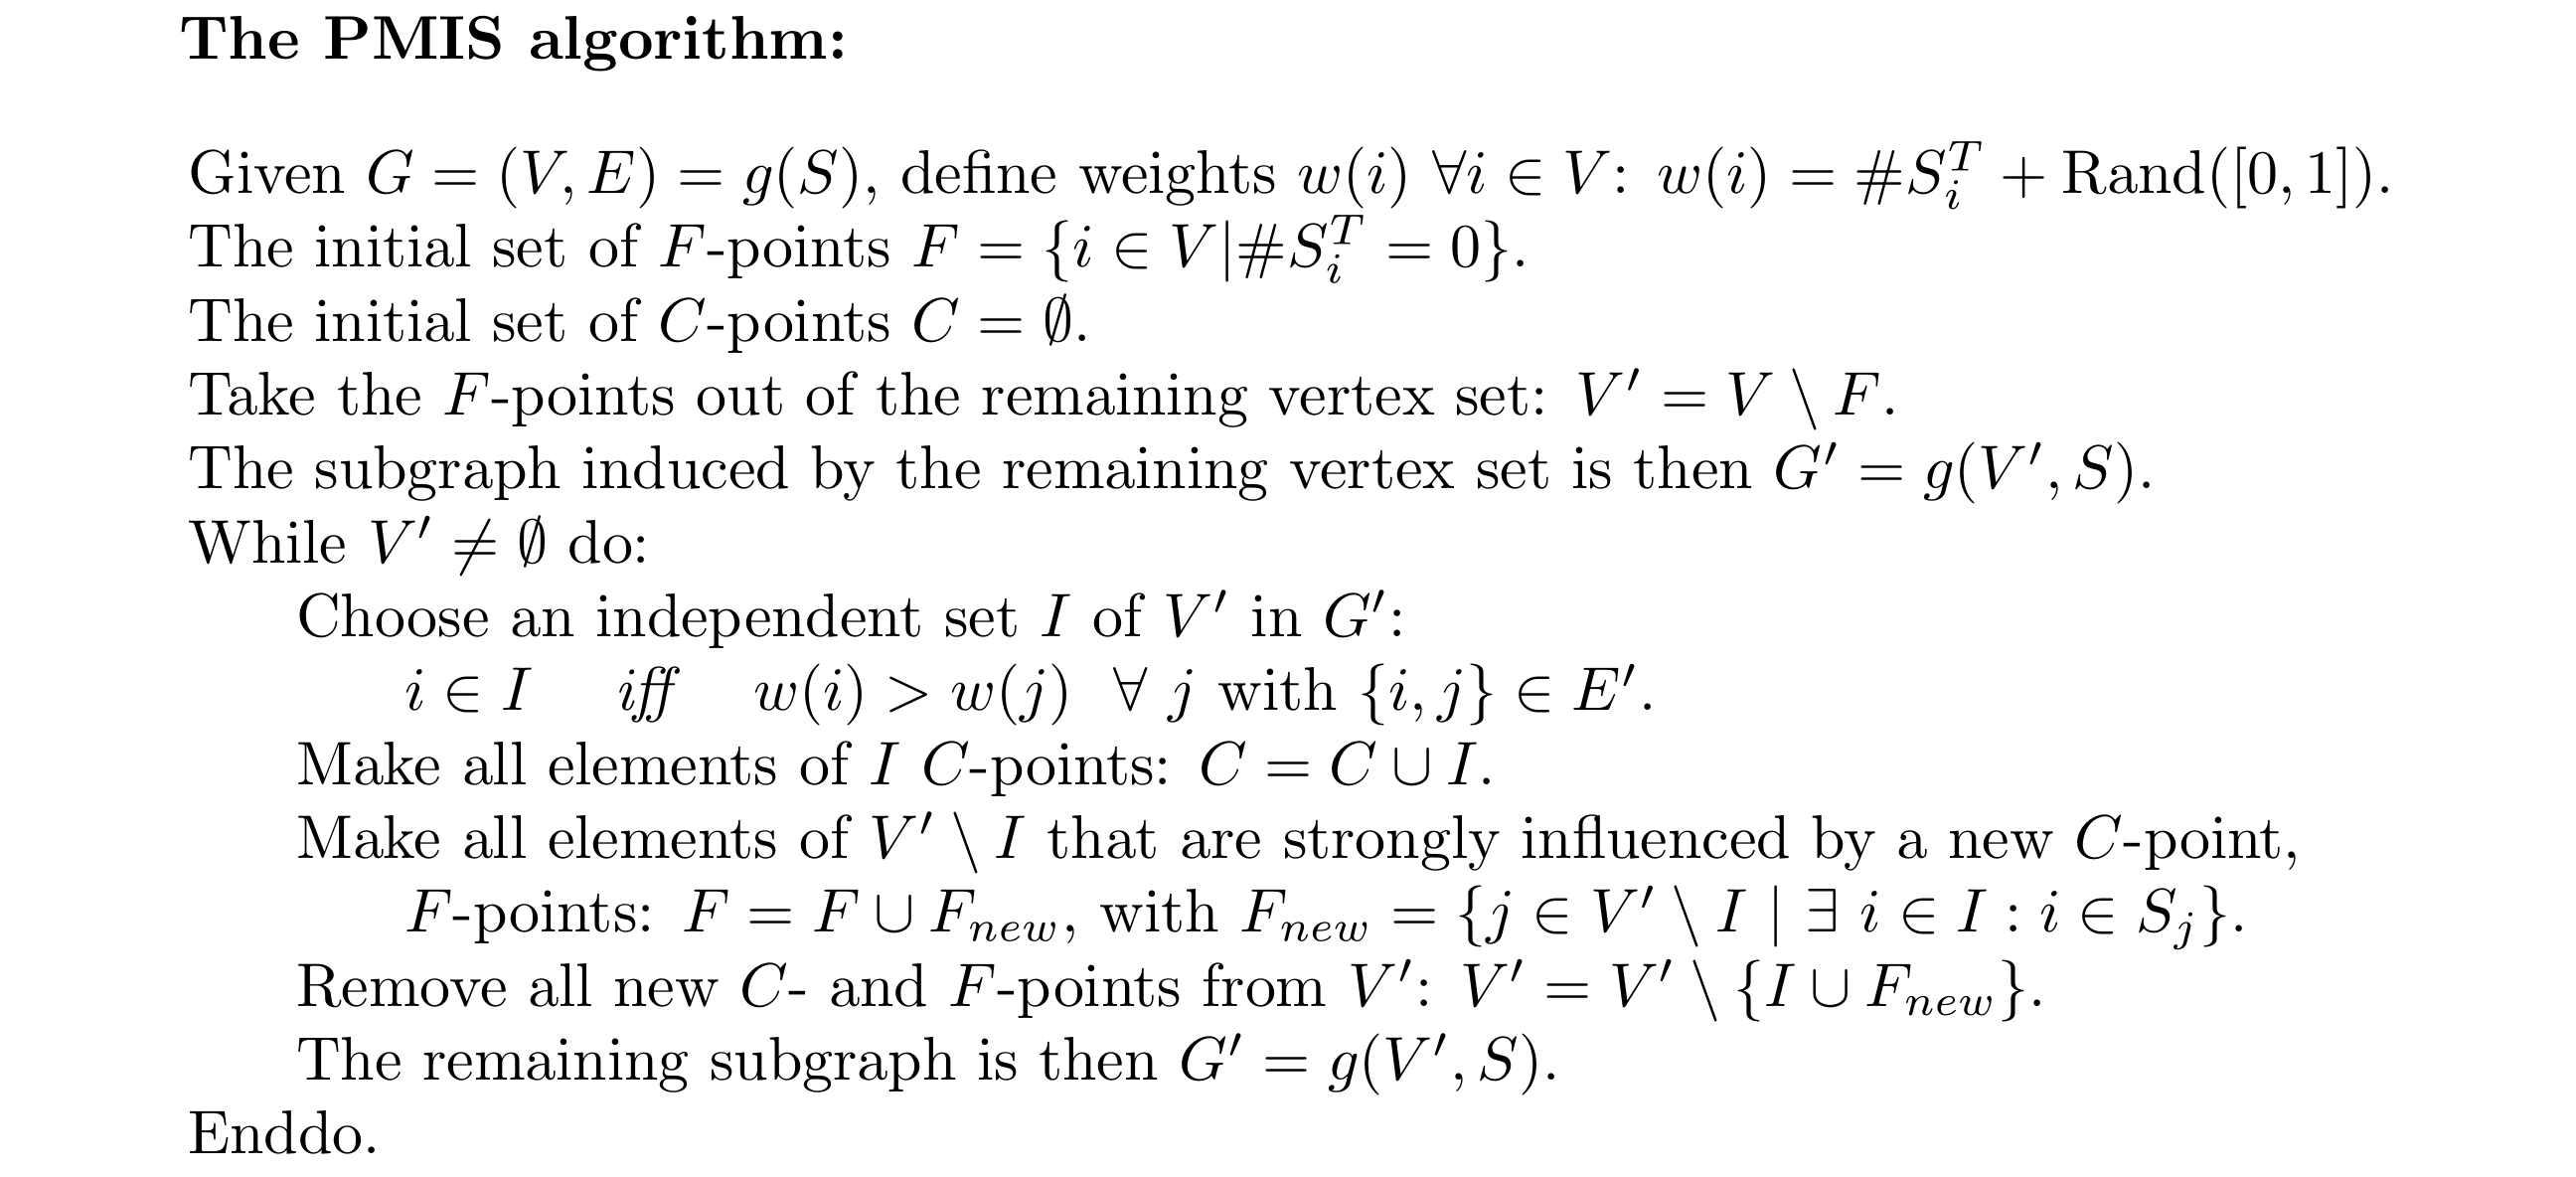 The PMIS algorithm:
Given G = (V, E) = g(S), define weights w(i) ∀i ∈ V: w(i) = #S_i^T + Rand([0, 1]).
The initial set of F-points F = {i ∈ V|#S_i^T = 0}.
The initial set of C-points C = ∅.
Take the F-points out of the remaining vertex set: V′ = V \ F.
The subgraph induced by the remaining vertex set is then G′ = g(V′, S).
While V′ ≠ ∅ do:
Choose an independent set I of V′ in G′:
i ∈ I iff w(i) > w(j) ∀ j with {i, j} ∈ E′.
Make all elements of I C-points: C = C ∪ I.
Make all elements of V′ \ I that are strongly influenced by a new C-point,
F-points: F = F ∪ F_new, with F_new = {j ∈ V′ \ I | ∃ i ∈ I : i ∈ S_j}.
Remove all new C- and F-points from V′: V′ = V′ \ {I ∪ F_new}.
The remaining subgraph is then G′ = g(V′, S).
Enddo.